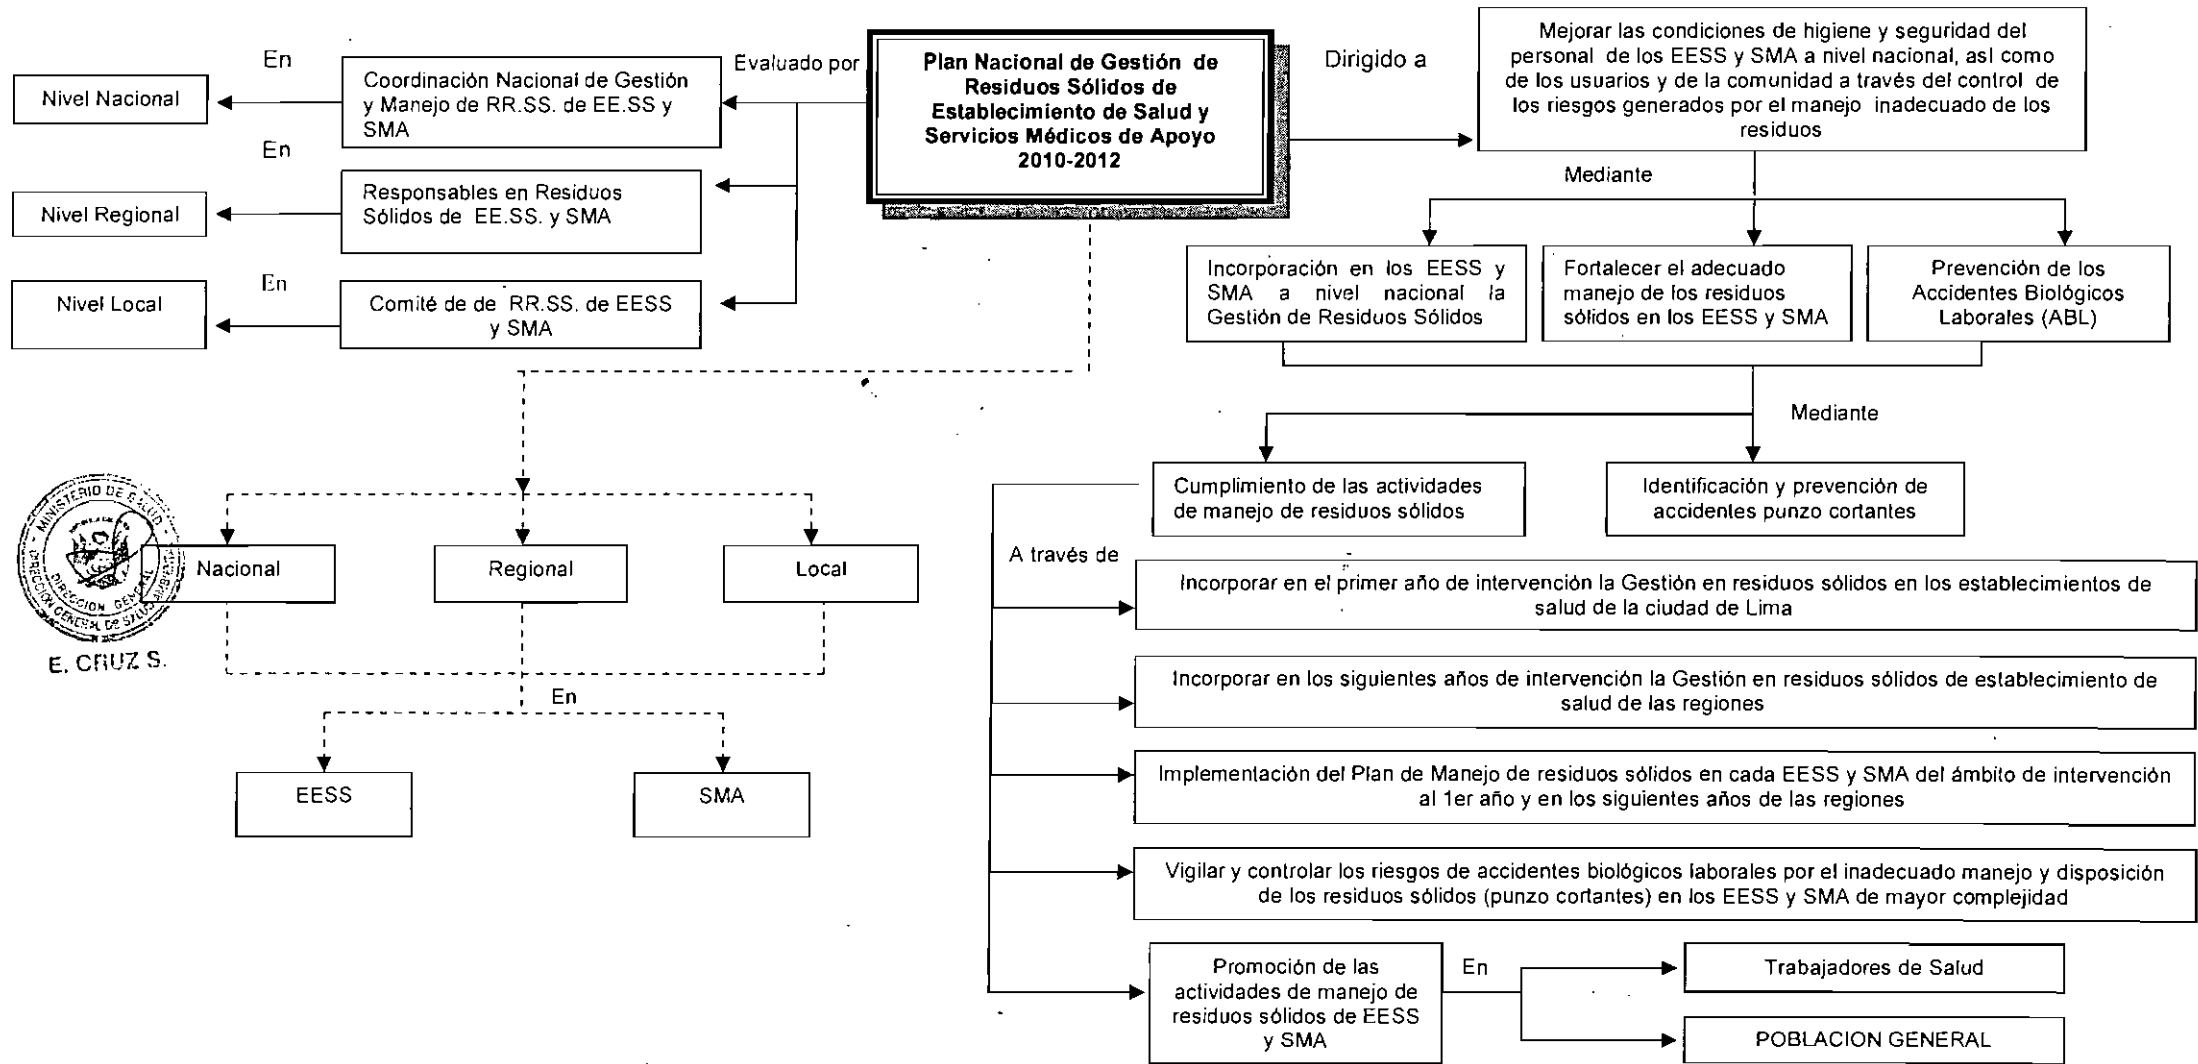 Plan Nacional de Gestión de
Residuos Sólidos de
Establecimiento de Salud y
Servicios Médicos de Apoyo
2010-2012
Evaluado por
Coordinación Nacional de Gestión
y Manejo de RR.SS. de EE.SS y
SMA
En
Nivel Nacional
Responsables en Residuos
Sólidos de EE.SS. y SMA
En
Nivel Regional
Comité de de RR.SS. de EESS
y SMA
En
Nivel Local
Dirigido a
Mejorar las condiciones de higiene y seguridad del
personal de los EESS y SMA a nivel nacional, así como
de los usuarios y de la comunidad a través del control de
los riesgos generados por el manejo inadecuado de los
residuos
Mediante
Incorporación en los EESS y
SMA a nivel nacional la
Gestión de Residuos Sólidos
Fortalecer el adecuado
manejo de los residuos
sólidos en los EESS y SMA
Prevención de los
Accidentes Biológicos
Laborales (ABL)
Mediante
Cumplimiento de las actividades
de manejo de residuos sólidos
Identificación y prevención de
accidentes punzo cortantes
A través de
Incorporar en el primer año de intervención la Gestión en residuos sólidos en los establecimientos de
salud de la ciudad de Lima
Incorporar en los siguientes años de intervención la Gestión en residuos sólidos de establecimiento de
salud de las regiones
Implementación del Plan de Manejo de residuos sólidos en cada EESS y SMA del ámbito de intervención
al 1er año y en los siguientes años de las regiones
Vigilar y controlar los riesgos de accidentes biológicos laborales por el inadecuado manejo y disposición
de los residuos sólidos (punzo cortantes) en los EESS y SMA de mayor complejidad
Promoción de las
actividades de manejo de
residuos sólidos de EESS
y SMA
En
Trabajadores de Salud
POBLACION GENERAL
Nacional
Regional
Local
En
EESS
SMA
MINISTERIO DE SALUD
DIRECCION GENERAL DE SALUD AMBIENTAL
DIRECCION GENERAL
E. CRUZ S.